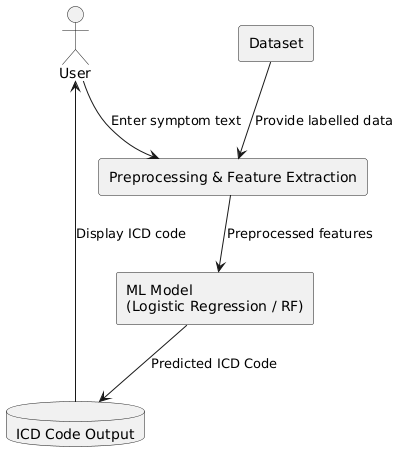 Dataset
User
Enter symptom text
Provide labelled data
Preprocessing & Feature Extraction
Display ICD code
Preprocessed features
ML Model
(Logistic Regression / RF)
Predicted ICD Code
ICD Code Output